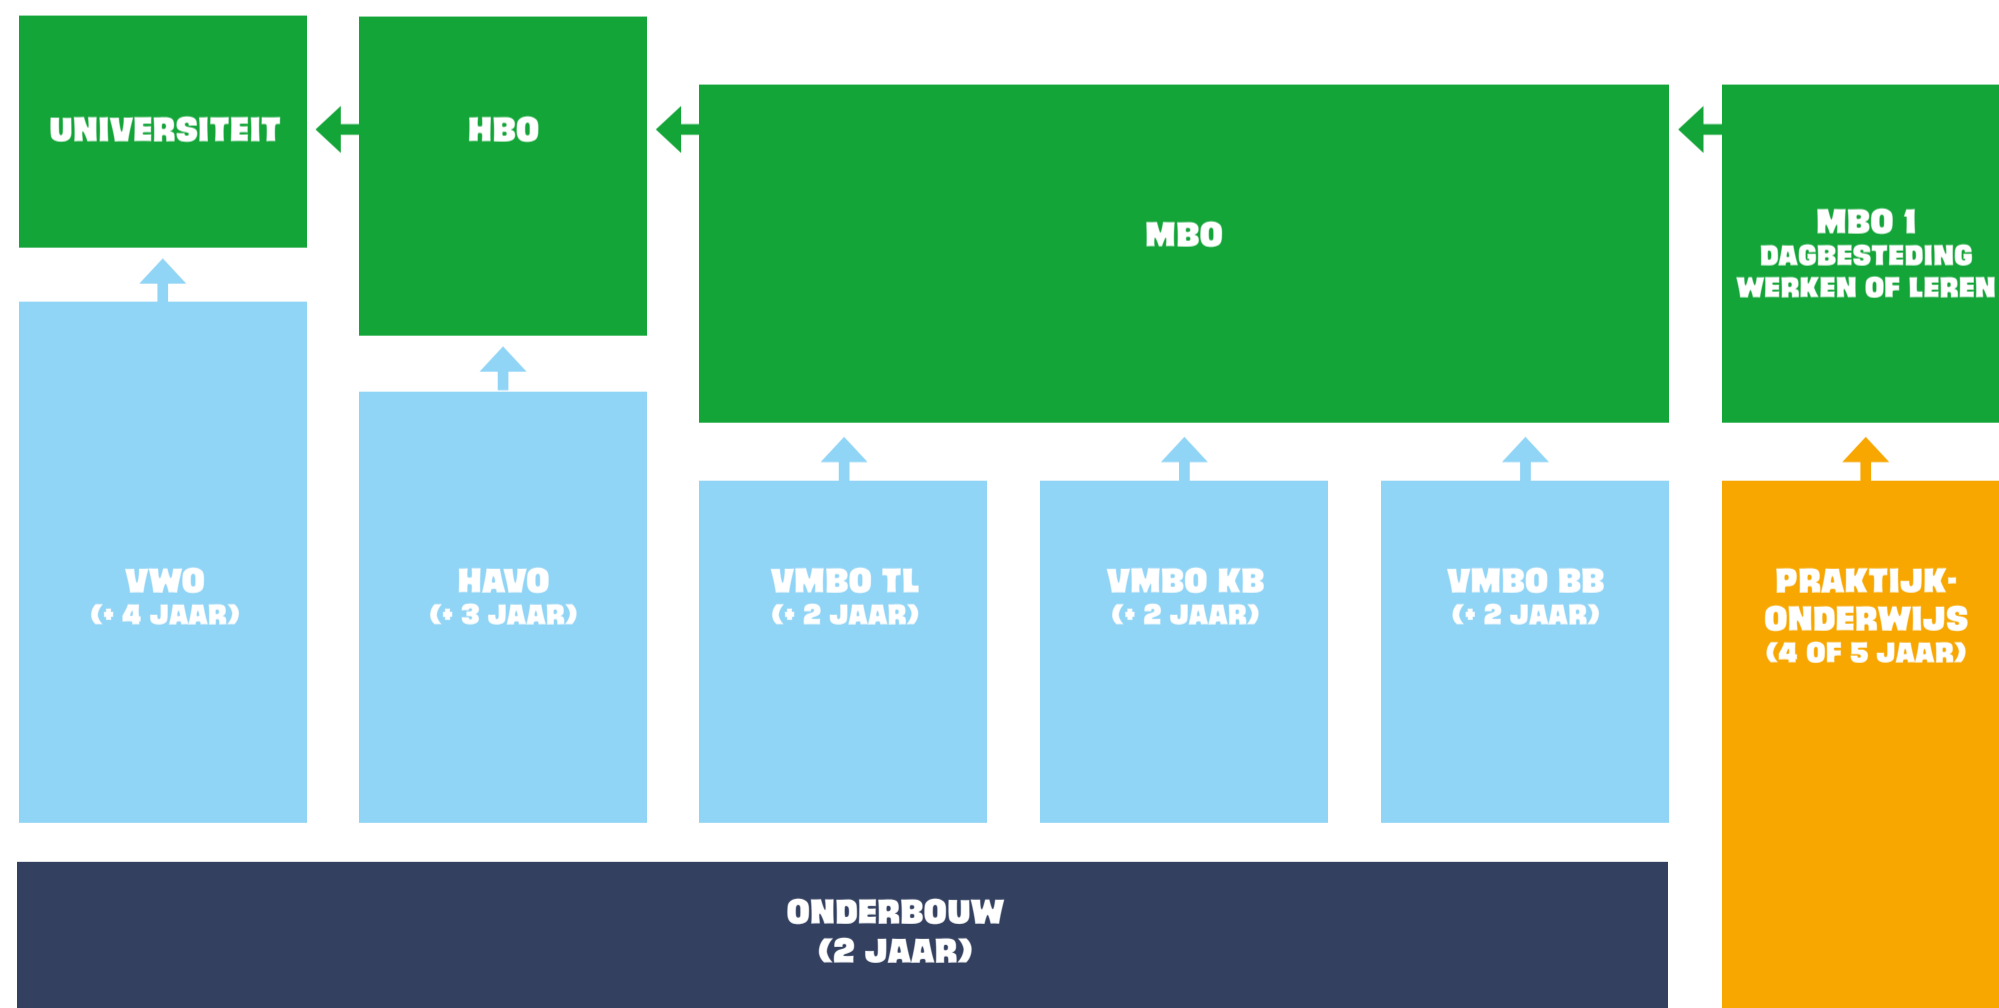 UNIVERSITEIT
HBO
MBO
MBO 1
DAGBESTEDING
WERKEN OF LEREN
VWO
(+ 4 JAAR)
HAVO
(+ 3 JAAR)
VMBO TL
(+ 2 JAAR)
VMBO KB
(+ 2 JAAR)
VMBO BB
(+ 2 JAAR)
PRAKTIJK-
ONDERWIJS
(4 OF 5 JAAR)
ONDERBOUW
(2 JAAR)